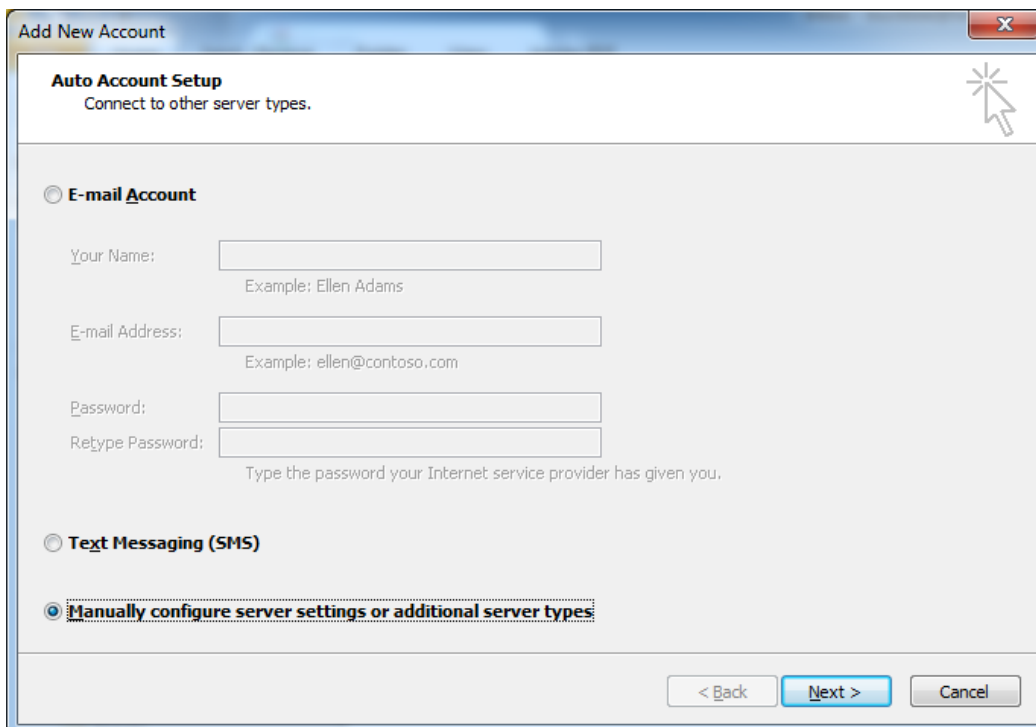 Add New Account
Auto Account Setup
Connect to other server types.
E-mail Account
Your Name:
Example: Ellen Adams
E-mail Address:
Example: ellen@contoso.com
Password:
Retype Password:
Type the password your Internet service provider has given you.
Text Messaging (SMS)
Manually configure server settings or additional server types
< Back
Next >
Cancel